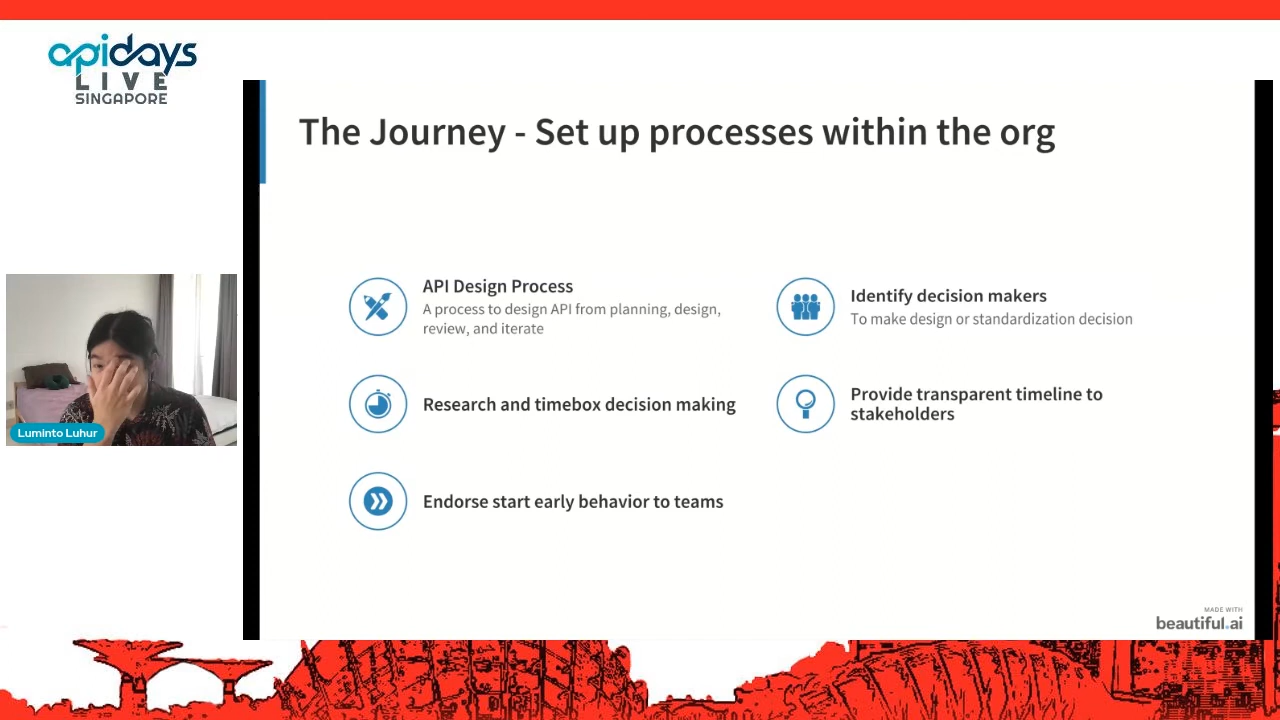 apidays
LIVE
SINGAPORE
The Journey - Set up processes within the org
API Design Process
A process to design API from planning, design,
review, and iterate
Identify decision makers
To make design or standardization decision
Research and timebox decision making
Provide transparent timeline to
stakeholders
Endorse start early behavior to teams
Luminto Luhur
MADE WITH
beautiful.ai